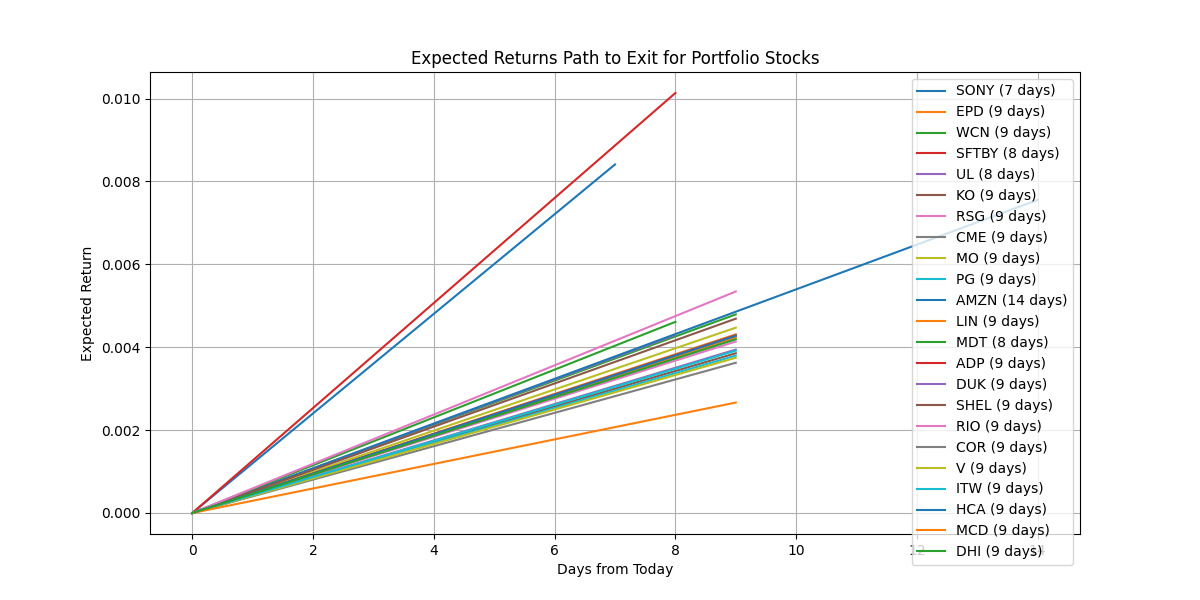 Expected Returns Path to Exit for Portfolio Stocks
Expected Return
0.010
0.008
0.006
0.004
0.002
0.000
0
2
4
6
8
10
12
14
Days from Today
SONY (7 days)
EPD (9 days)
WCN (9 days)
SFTBY (8 days)
UL (8 days)
KO (9 days)
RSG (9 days)
CME (9 days)
MO (9 days)
PG (9 days)
AMZN (14 days)
LIN (9 days)
MDT (8 days)
ADP (9 days)
DUK (9 days)
SHEL (9 days)
RIO (9 days)
COR (9 days)
V (9 days)
ITW (9 days)
HCA (9 days)
MCD (9 days)
DHI (9 days)